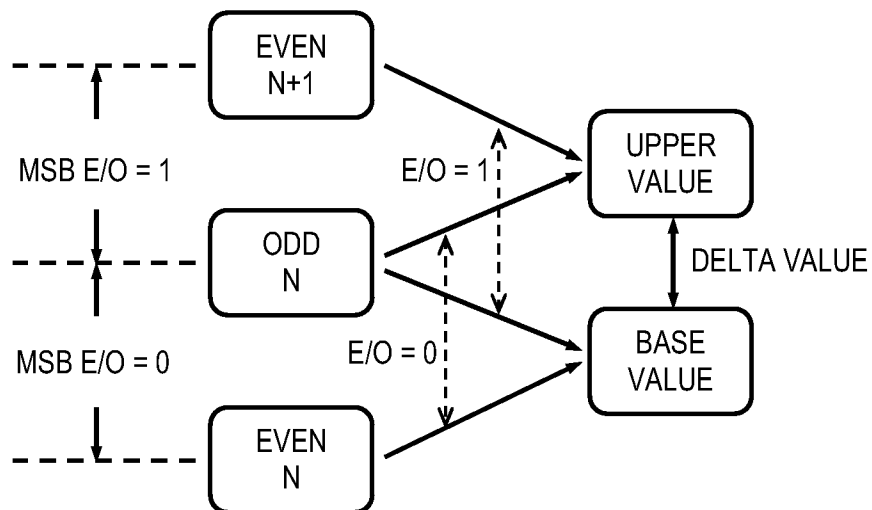 EVEN
N+1
MSB E/O = 1
E/O = 1
UPPER
VALUE
ODD
N
DELTA VALUE
MSB E/O = 0
E/O = 0
BASE
VALUE
EVEN
N